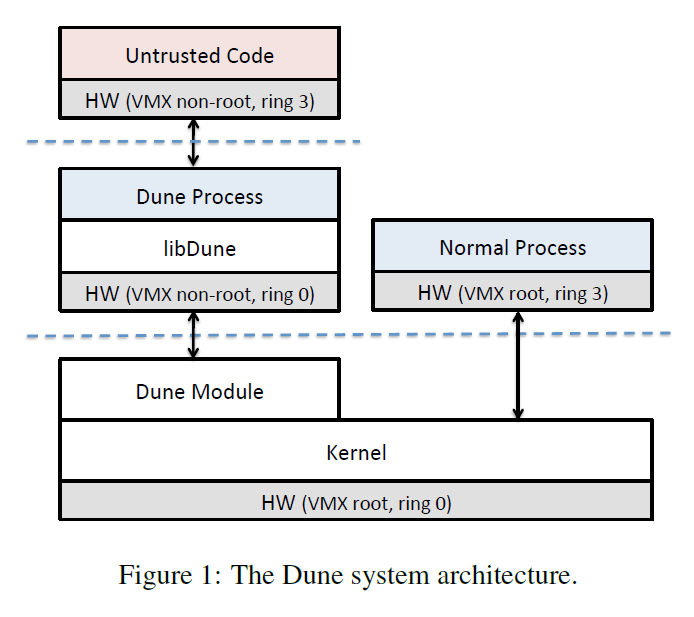 Untrusted Code
HW (VMX non-root, ring 3)
Dune Process
libDune
HW (VMX non-root, ring 0)
Normal Process
HW (VMX root, ring 3)
Dune Module
Kernel
HW (VMX root, ring 0)
Figure 1: The Dune system architecture.